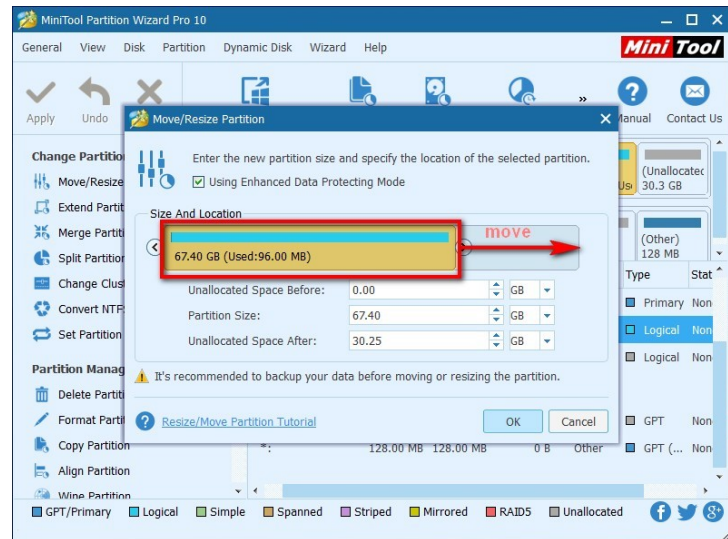 MiniTool Partition Wizard Pro 10
General View Disk Partition Dynamic Disk Wizard Help
Mini Tool
»
Apply Undo Manual Contact Us
Move/Resize Partition
Enter the new partition size and specify the location of the selected partition.
Using Enhanced Data Protecting Mode
Size And Location
move
67.40 GB (Used:96.00 MB)
Unallocated Space Before: 0.00 GB
Partition Size: 67.40 GB
Unallocated Space After: 30.25 GB
It's recommended to backup your data before moving or resizing the partition.
Resize/Move Partition Tutorial
OK Cancel
Change Partitio
Move/Resize
Extend Partit
Merge Partiti
Split Partition
Change Clus
Convert NTF
Set Partition
Partition Manag
Delete Partiti
Format Partit
Copy Partition
Align Partition
Wipe Partition
(Unallocatec
30.3 GB
(Other)
128 MB
Type Stat
Primary Non
Logical Non
Logical Non
GPT Non
*: 128.00 MB 128.00 MB 0 B Other GPT (... Non
GPT/Primary Logical Simple Spanned Striped Mirrored RAID5 Unallocated